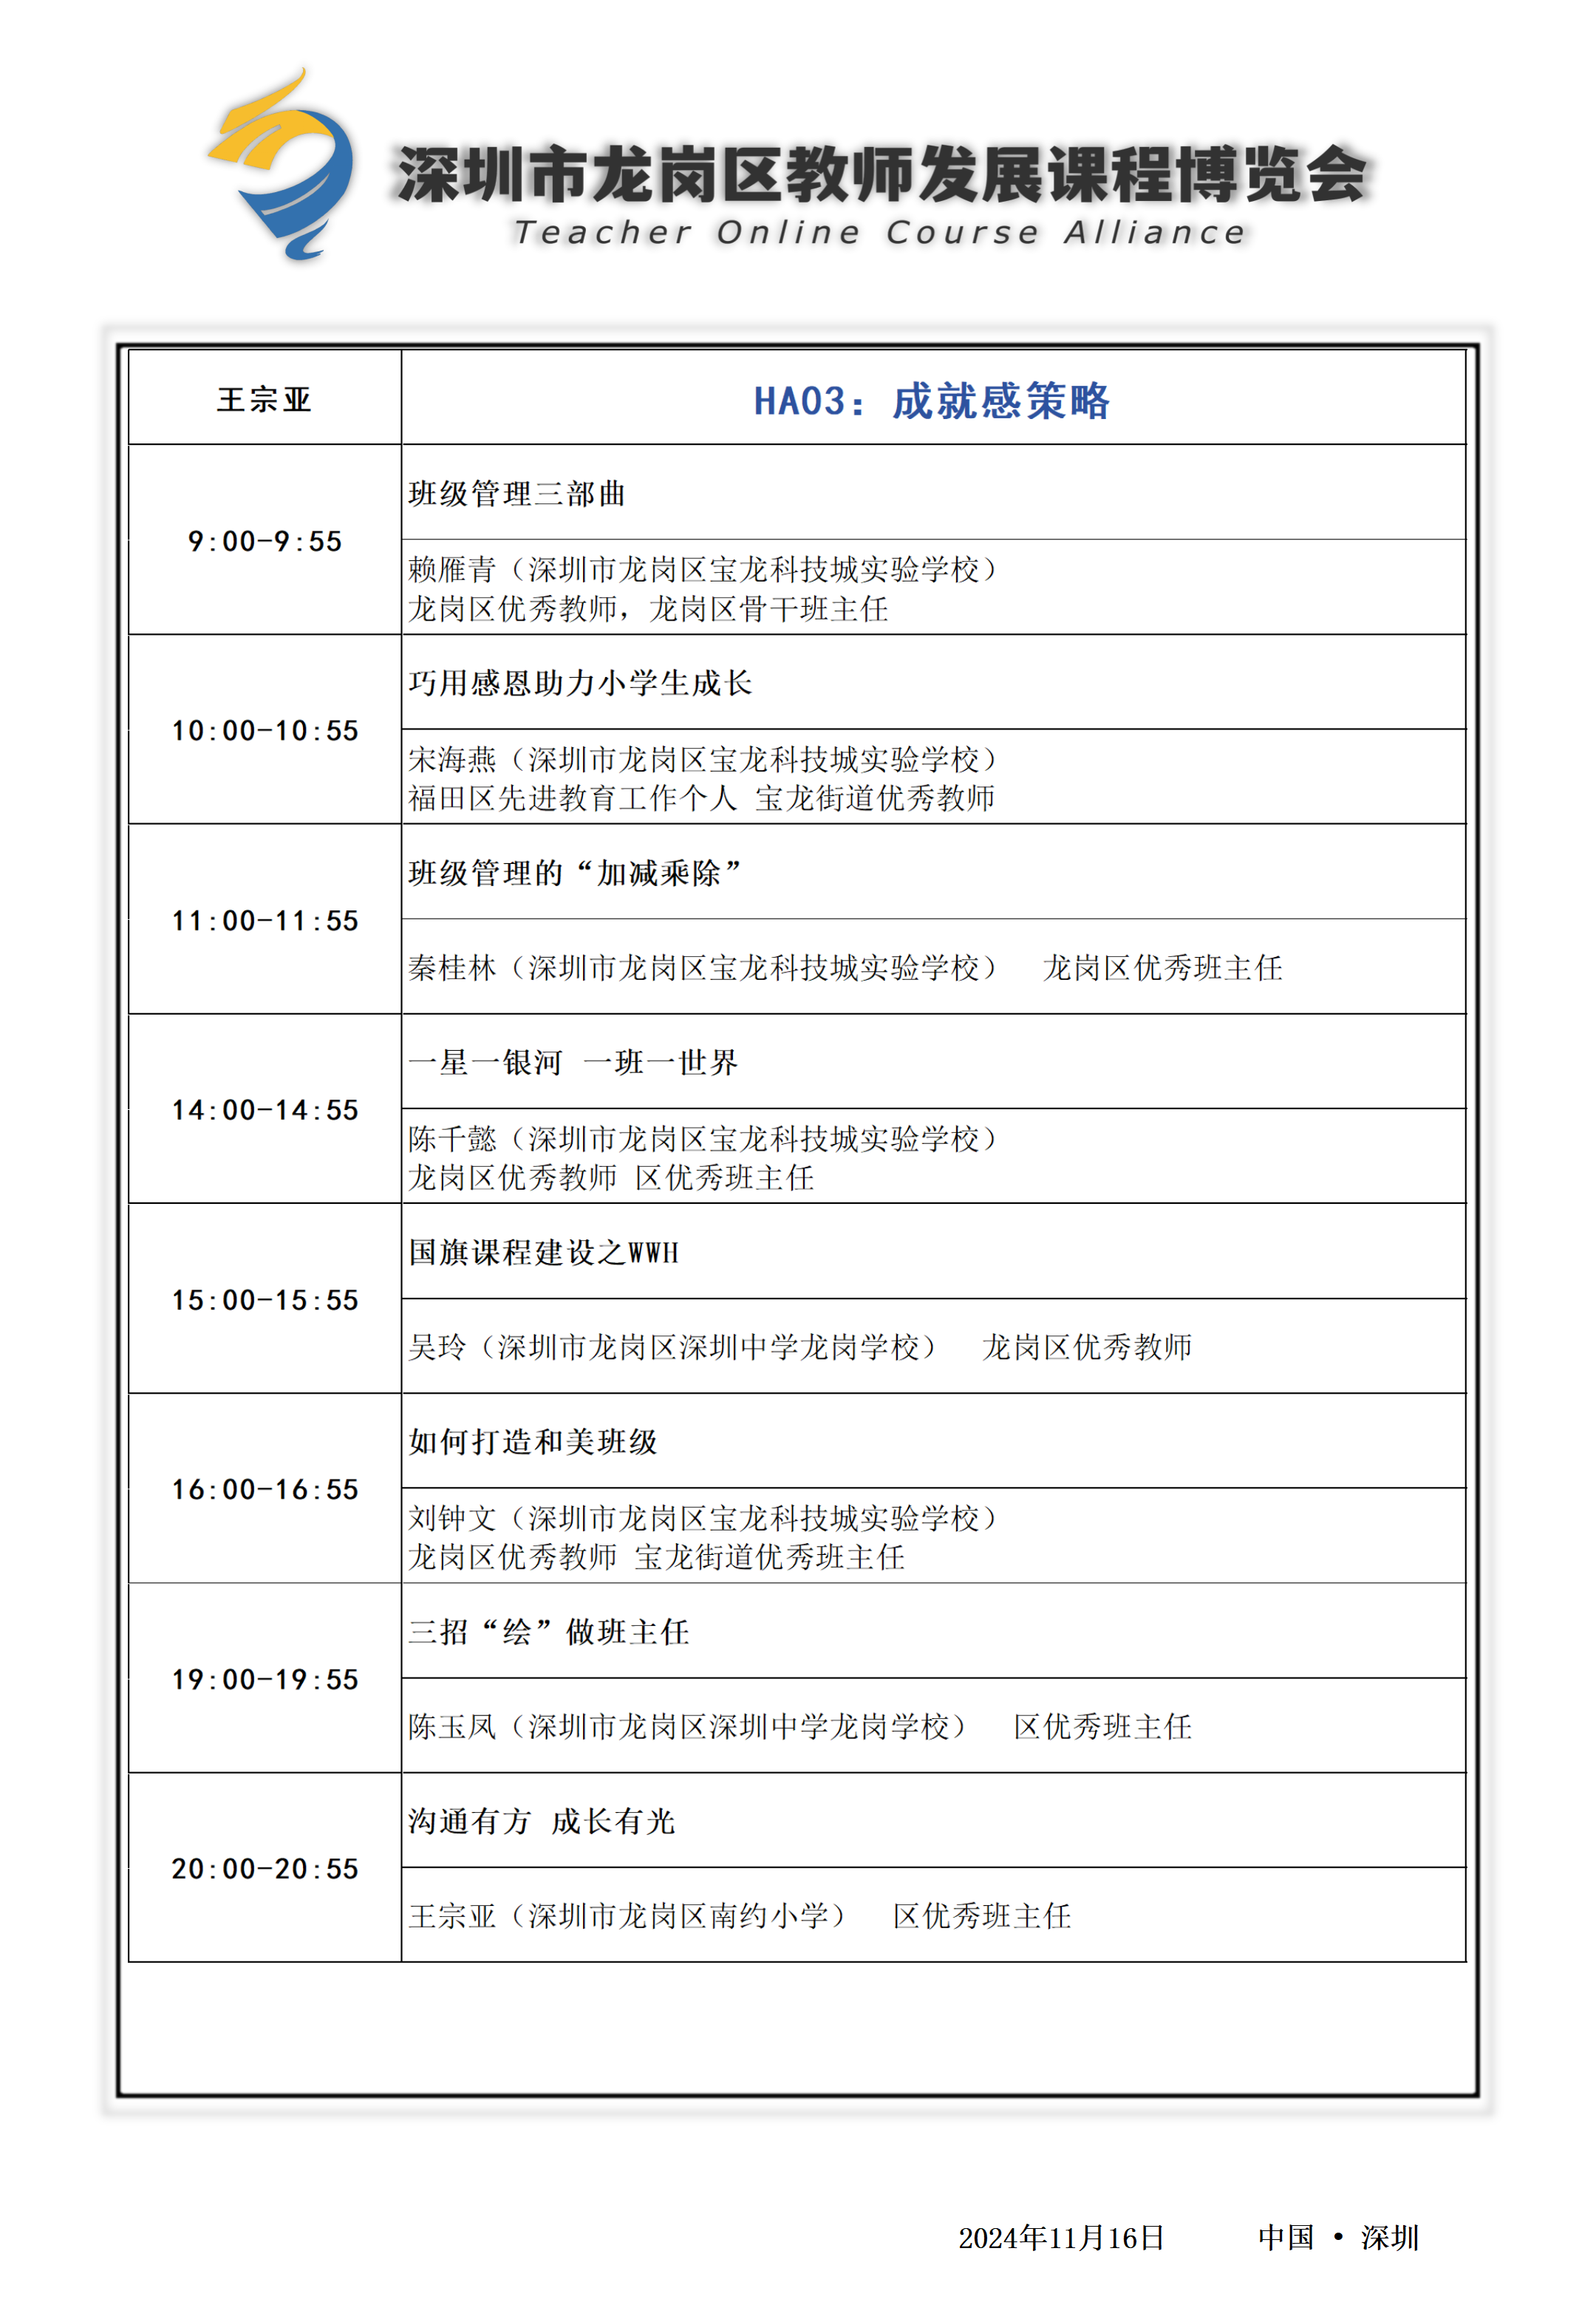 深圳市龙岗区教师发展课程博览会
Teacher Online Course Alliance
王宗亚
HA03：成就感策略
9:00-9:55
班级管理三部曲
赖雁青（深圳市龙岗区宝龙科技城实验学校）
龙岗区优秀教师，龙岗区骨干班主任
10:00-10:55
巧用感恩助力小学生成长
宋海燕（深圳市龙岗区宝龙科技城实验学校）
福田区先进教育工作个人 宝龙街道优秀教师
11:00-11:55
班级管理的“加减乘除”
秦桂林（深圳市龙岗区宝龙科技城实验学校） 龙岗区优秀班主任
14:00-14:55
一星一银河 一班一世界
陈千懿（深圳市龙岗区宝龙科技城实验学校）
龙岗区优秀教师 区优秀班主任
15:00-15:55
国旗课程建设之WWH
吴玲（深圳市龙岗区深圳中学龙岗学校） 龙岗区优秀教师
16:00-16:55
如何打造和美班级
刘钟文（深圳市龙岗区宝龙科技城实验学校）
龙岗区优秀教师 宝龙街道优秀班主任
19:00-19:55
三招“绘”做班主任
陈玉凤（深圳市龙岗区深圳中学龙岗学校） 区优秀班主任
20:00-20:55
沟通有方 成长有光
王宗亚（深圳市龙岗区南约小学） 区优秀班主任
2024年11月16日 中国 • 深圳